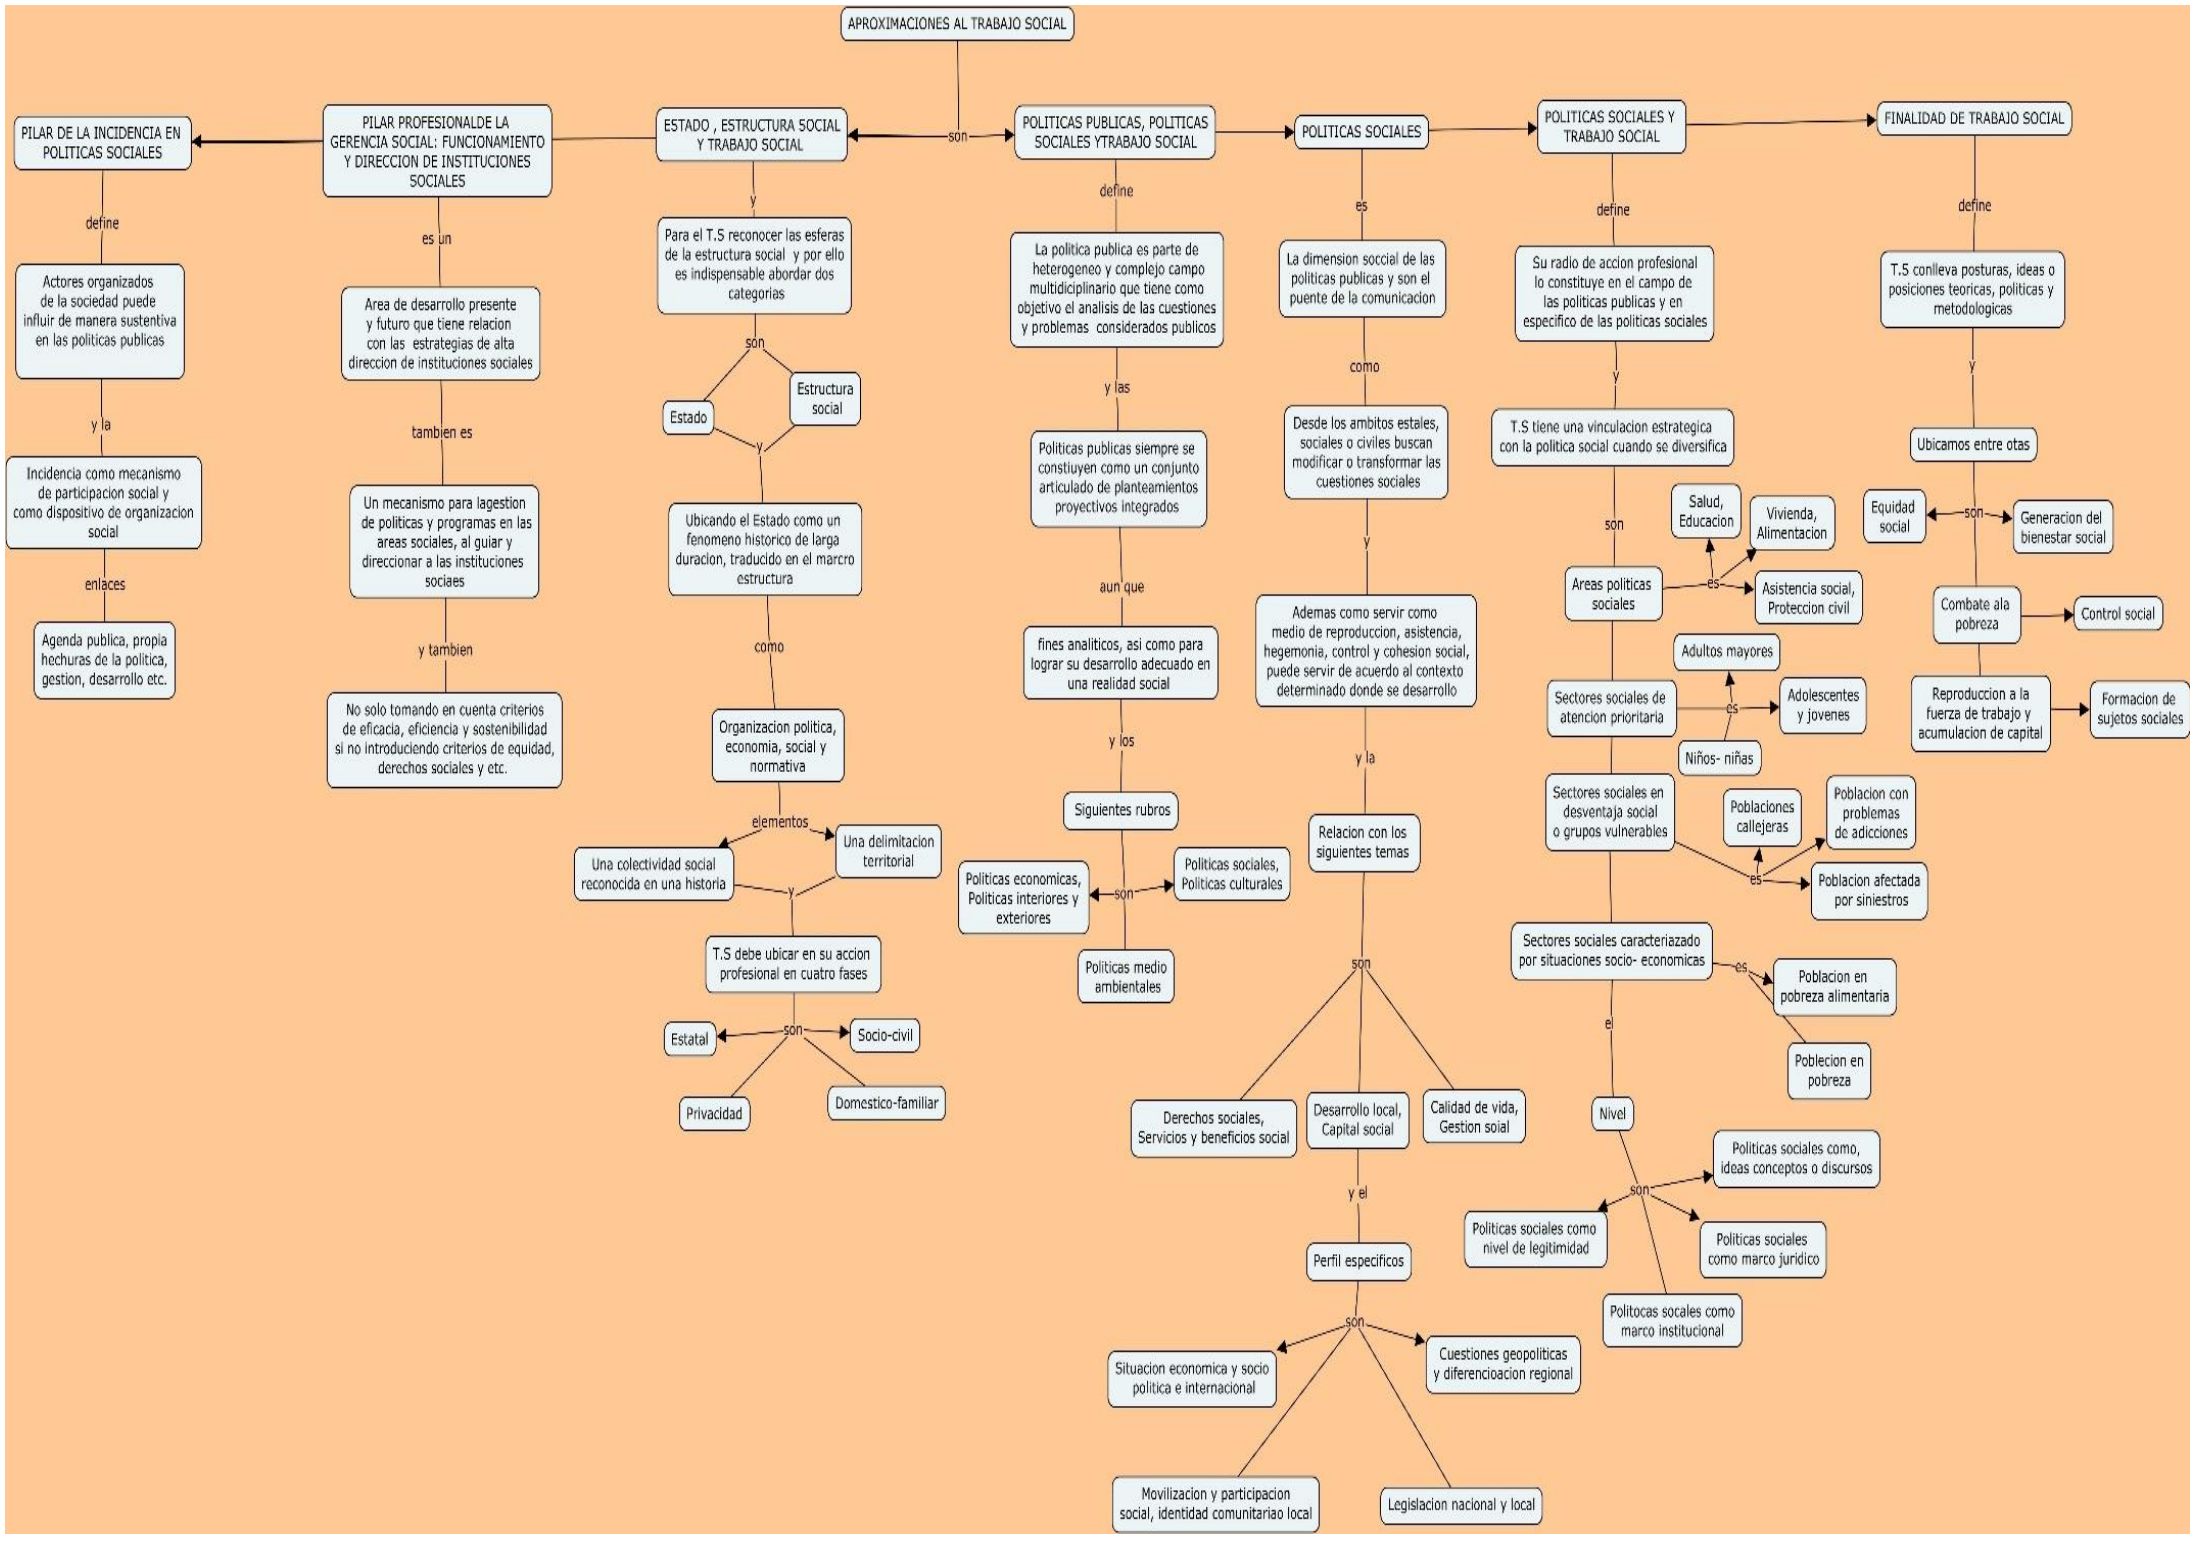 APROXIMACIONES AL TRABAJO SOCIAL
son
PILAR DE LA INCIDENCIA EN
POLITICAS SOCIALES
define
Actores organizados
de la sociedad puede
influir de manera sustentiva
en las politicas publicas
y la
Incidencia como mecanismo
de participacion social y
como dispositivo de organizacion
social
enlaces
Agenda publica, propia
hechuras de la politica,
gestion, desarrollo etc.
PILAR PROFESIONALDE LA
GERENCIA SOCIAL: FUNCIONAMIENTO
Y DIRECCION DE INSTITUCIONES
SOCIALES
es un
Area de desarrollo presente
y futuro que tiene relacion
con las estrategias de alta
direccion de instituciones sociales
tambien es
Un mecanismo para lagestion
de politicas y programas en las
areas sociales, al guiar y
direccionar a las instituciones
sociaes
y tambien
No solo tomando en cuenta criterios
de eficacia, eficiencia y sostenibilidad
si no introduciendo criterios de equidad,
derechos sociales y etc.
ESTADO , ESTRUCTURA SOCIAL
Y TRABAJO SOCIAL
y
Para el T.S reconocer las esferas
de la estructura social y por ello
es indispensable abordar dos
categorias
son
Estado
Estructura
social
y
Ubicando el Estado como un
fenomeno historico de larga
duracion, traducido en el marcro
estructura
como
Organizacion politica,
economia, social y
normativa
elementos
Una colectividad social
reconocida en una historia
Una delimitacion
territorial
y
T.S debe ubicar en su accion
profesional en cuatro fases
son
Estatal
Socio-civil
Privacidad
Domestico-familiar
POLITICAS PUBLICAS, POLITICAS
SOCIALES YTRABAJO SOCIAL
define
La politica publica es parte de
heterogeneo y complejo campo
multidiciplinario que tiene como
objetivo el analisis de las cuestiones
y problemas considerados publicos
y las
Politicas publicas siempre se
constiuyen como un conjunto
articulado de planteamientos
proyectivos integrados
aun que
fines analiticos, asi como para
lograr su desarrollo adecuado en
una realidad social
y los
Siguientes rubros
son
Politicas economicas,
Politicas interiores y
exteriores
Politicas sociales,
Politicas culturales
Politicas medio
ambientales
POLITICAS SOCIALES
es
La dimension soccial de las
politicas publicas y son el
puente de la comunicacion
como
Desde los ambitos estales,
sociales o civiles buscan
modificar o transformar las
cuestiones sociales
y
Ademas como servir como
medio de reproduccion, asistencia,
hegemonia, control y cohesion social,
puede servir de acuerdo al contexto
determinado donde se desarrollo
y la
Relacion con los
siguientes temas
son
Derechos sociales,
Servicios y beneficios social
Desarrollo local,
Capital social
Calidad de vida,
Gestion soial
y el
Perfil especificos
son
Situacion economica y socio
politica e internacional
Cuestiones geopoliticas
y diferencioacion regional
Movilizacion y participacion
social, identidad comunitariao local
Legislacion nacional y local
POLITICAS SOCIALES Y
TRABAJO SOCIAL
define
Su radio de accion profesional
lo constituye en el campo de
las politicas publicas y en
especifico de las politicas sociales
y
T.S tiene una vinculacion estrategica
con la politica social cuando se diversifica
son
Areas politicas
sociales
es
Salud,
Educacion
Vivienda,
Alimentacion
Asistencia social,
Proteccion civil
Sectores sociales de
atencion prioritaria
es
Adultos mayores
Adolescentes
y jovenes
Niños- niñas
Sectores sociales en
desventaja social
o grupos vulnerables
es
Poblaciones
callejeras
Poblacion con
problemas
de adicciones
Poblacion afectada
por siniestros
Sectores sociales caracteriazado
por situaciones socio- economicas
es
Poblacion en
pobreza alimentaria
Poblecion en
pobreza
el
Nivel
son
Politicas sociales como,
ideas conceptos o discursos
Politicas sociales como
nivel de legitimidad
Politicas sociales
como marco juridico
Politocas socales como
marco institucional
FINALIDAD DE TRABAJO SOCIAL
define
T.S conlleva posturas, ideas o
posiciones teoricas, politicas y
metodologicas
y
Ubicamos entre otas
son
Equidad
social
Generacion del
bienestar social
Combate ala
pobreza
Control social
Reproduccion a la
fuerza de trabajo y
acumulacion de capital
Formacion de
sujetos sociales